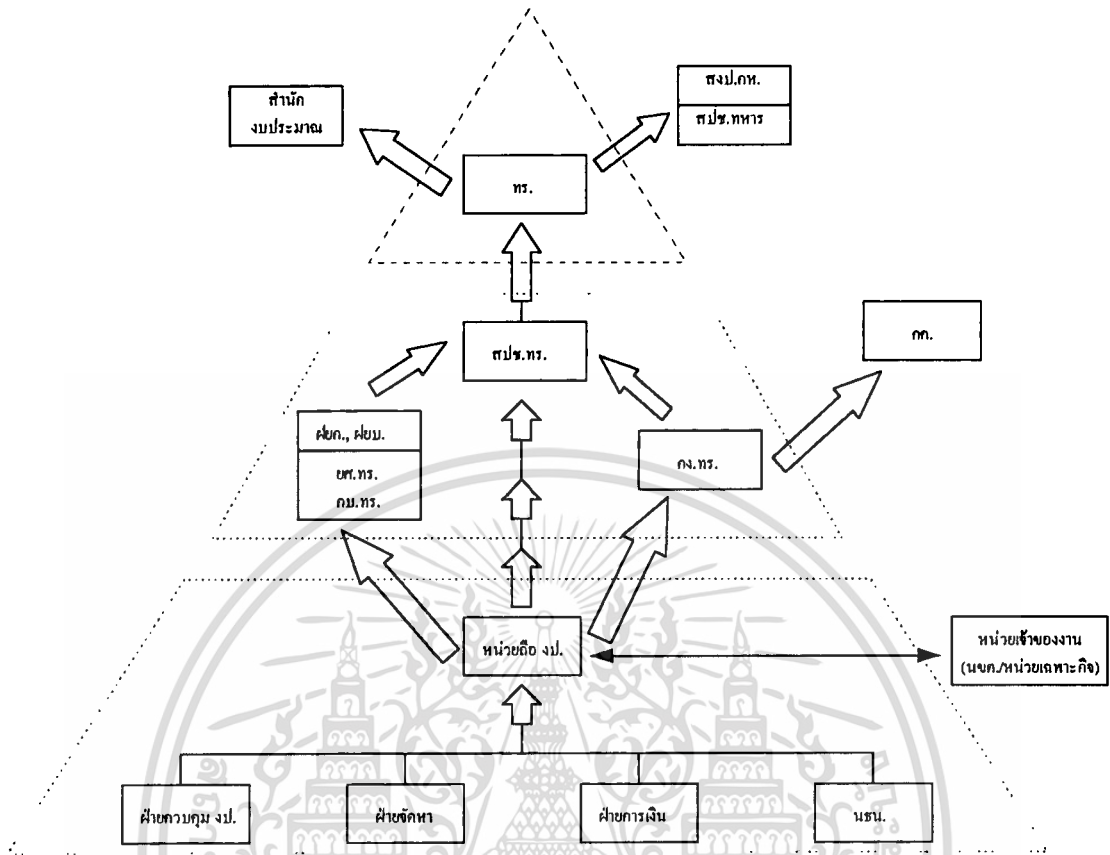 สำนัก
งบประมาณ
สงป.กห.
สปช.ทหาร
ทร.
สปช.ทร.
กก.
ฝยก., ฝยบ.
ยศ.ทร.
กบ.ทร.
กง.ทร.
หน่วยถือ งป.
หน่วยเจ้าของงาน
(นขต./หน่วยเฉพาะกิจ)
ฝ่ายควบคุม งป.
ฝ่ายจัดหา
ฝ่ายการเงิน
นธน.